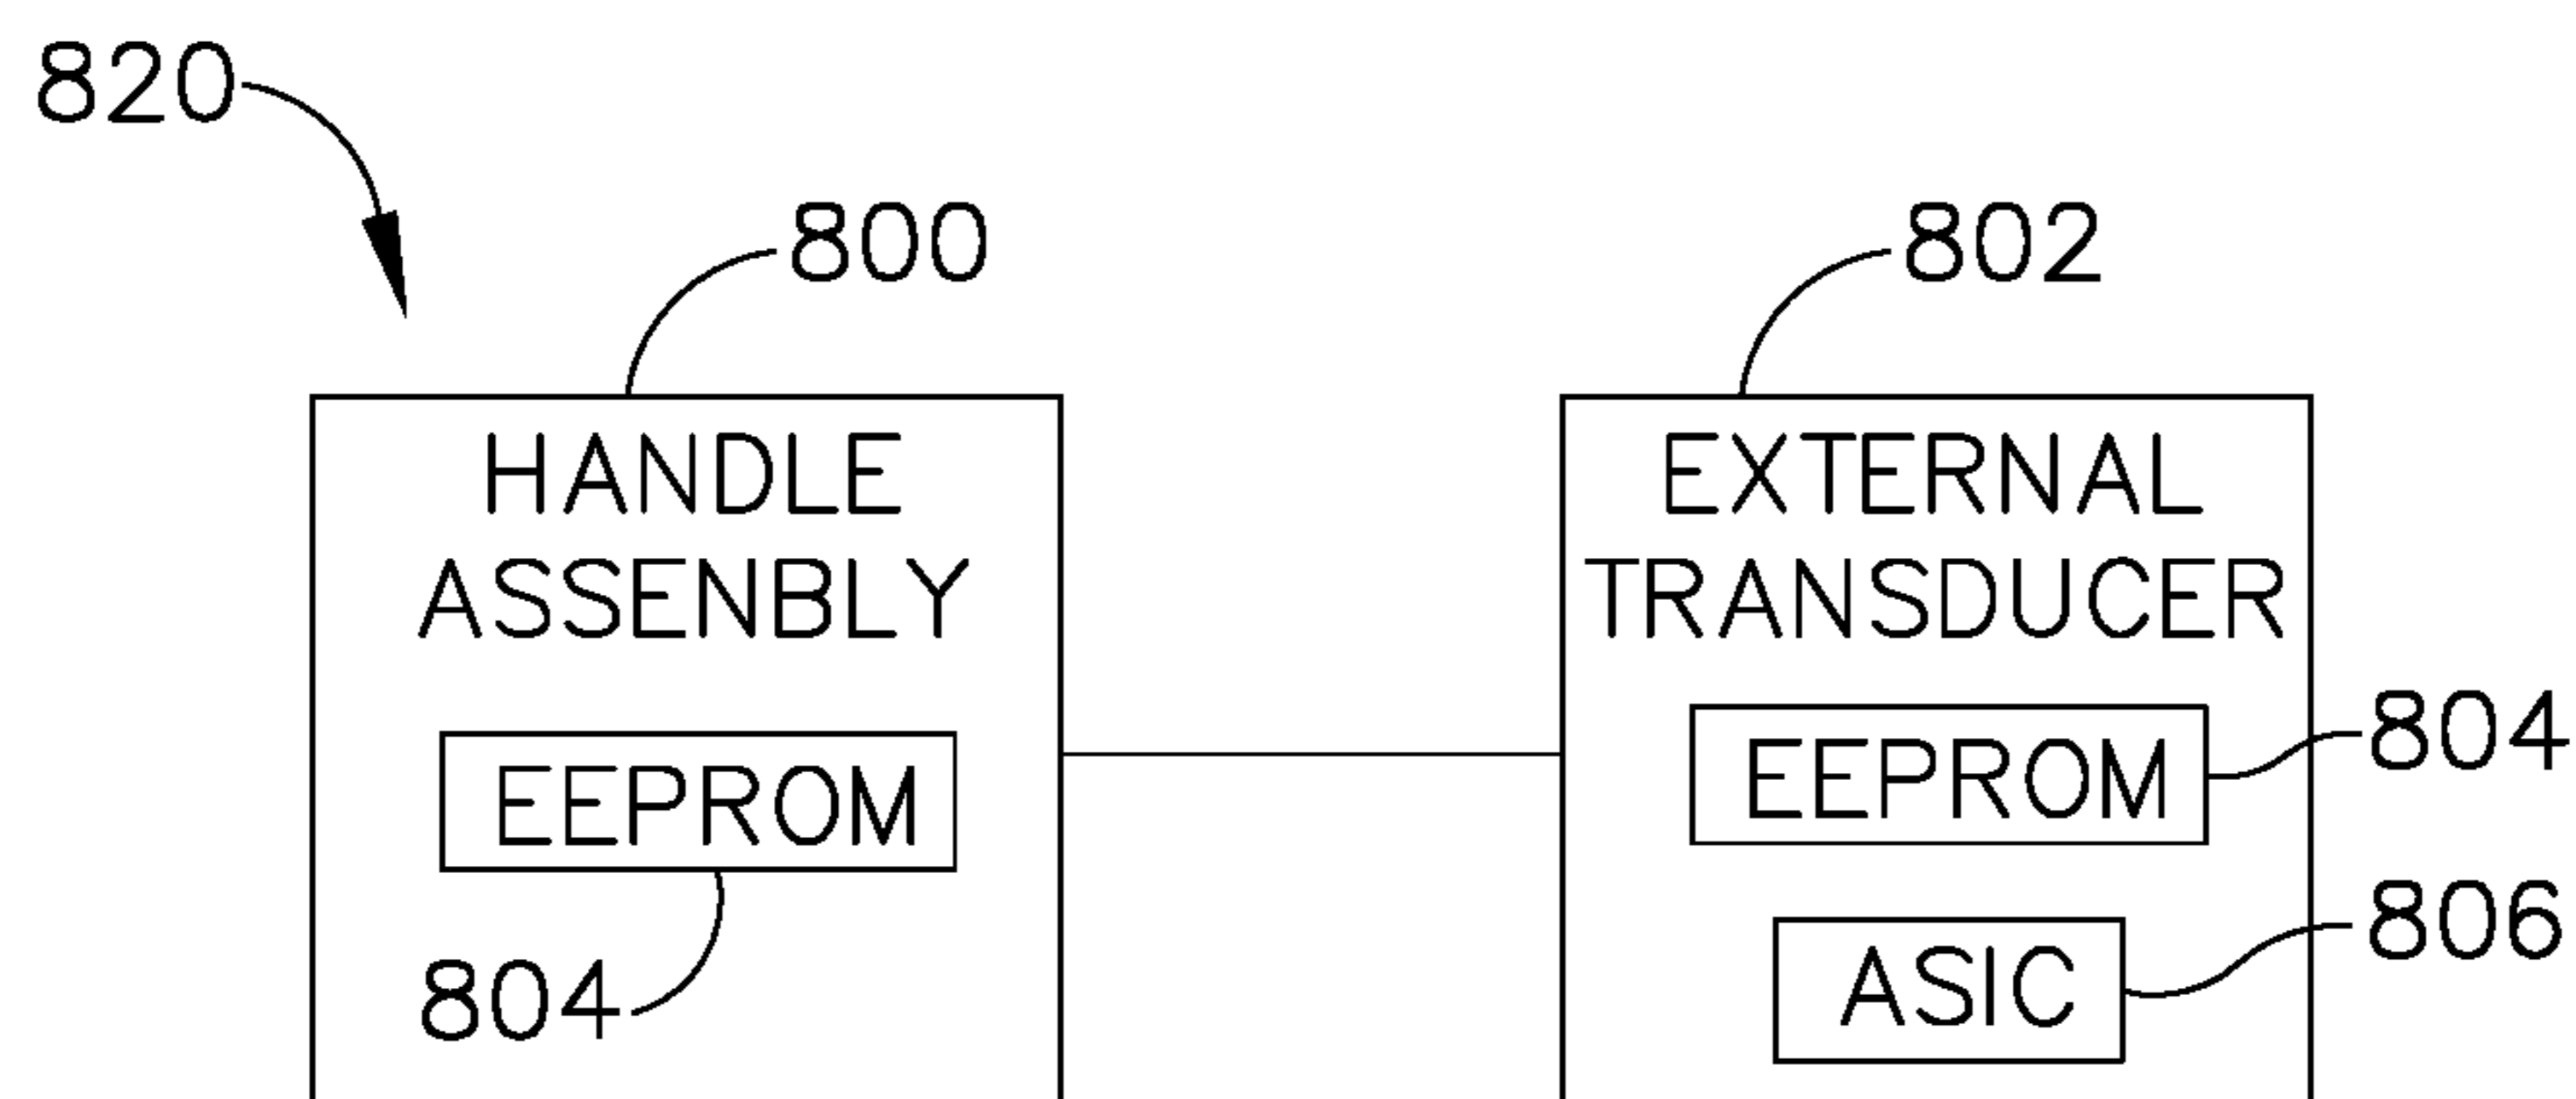 820
800
802
HANDLE
ASSENBLY
EEPROM
804
EXTERNAL
TRANSDUCER
EEPROM
804
ASIC
806